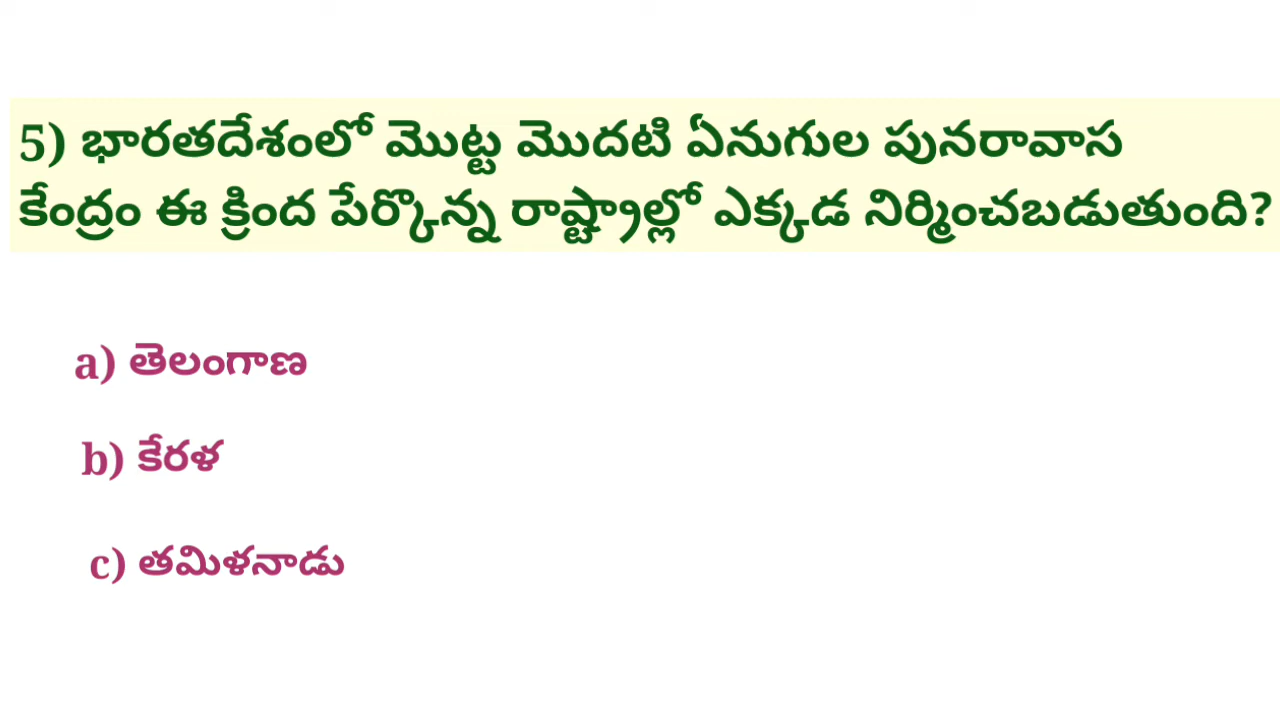 5) భారతదేశంలో మొట్ట మొదటి ఏనుగుల పునరావాస
కేంద్రం ఈ క్రింద పేర్కొన్న రాష్ట్రాల్లో ఎక్కడ నిర్మించబడుతుంది?
a) తెలంగాణ
b) కేరళ
c) తమిళనాడు